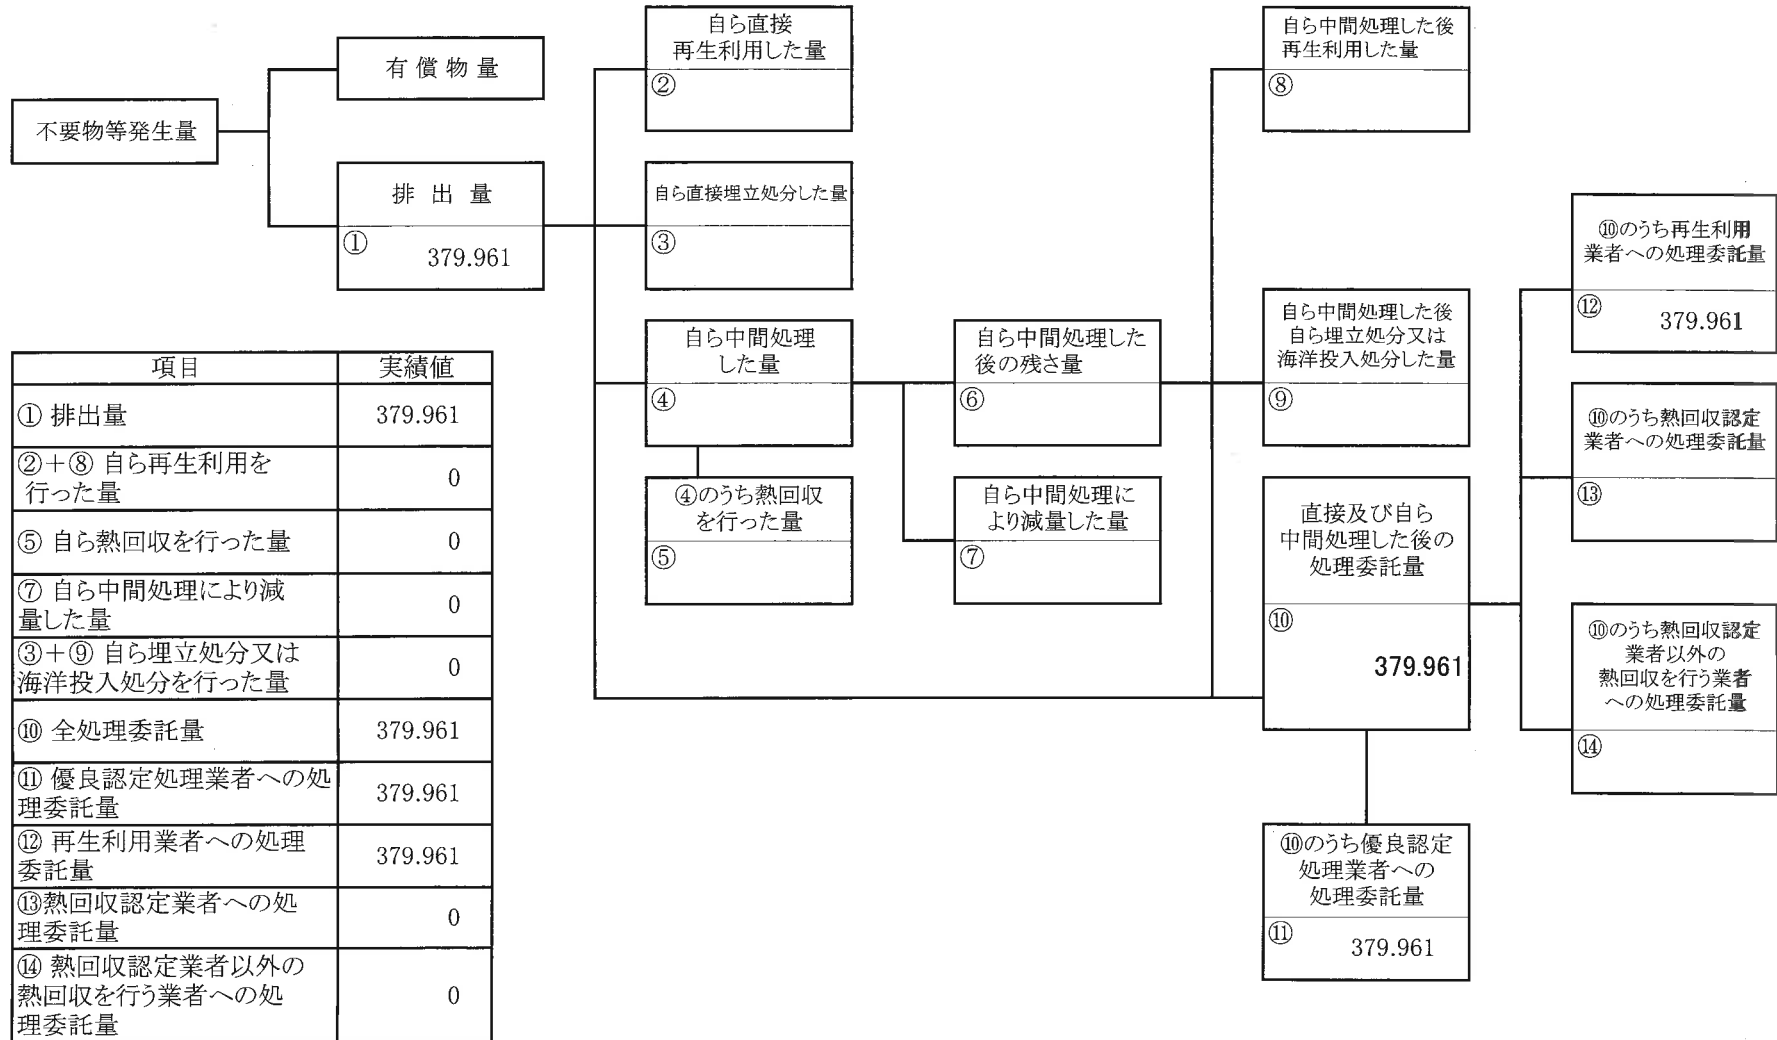 不要物等発生量
有 償 物 量
排 出 量
①
379.961
自ら直接
再生利用した量
②
自ら直接埋立処分した量
③
自ら中間処理
した量
④
④のうち熱回収
を行った量
⑤
自ら中間処理した
後の残さ量
⑥
自ら中間処理に
より減量した量
⑦
自ら中間処理した後
再生利用した量
⑧
自ら中間処理した後
自ら埋立処分又は
海洋投入処分した量
⑨
直接及び自ら
中間処理した後の
処理委託量
⑩
379.961
⑩のうち優良認定
処理業者への
処理委託量
⑪
379.961
⑩のうち再生利用
業者への処理委託量
⑫
379.961
⑩のうち熱回収認定
業者への処理委託量
⑬
⑩のうち熱回収認定
業者以外の
熱回収を行う業者
への処理委託量
⑭
項目 実績値
① 排出量 379.961
②+⑧ 自ら再生利用を
行った量 0
⑤ 自ら熱回収を行った量 0
⑦ 自ら中間処理により減
量した量 0
③+⑨ 自ら埋立処分又は
海洋投入処分を行った量 0
⑩ 全処理委託量 379.961
⑪ 優良認定処理業者への処
理委託量 379.961
⑫ 再生利用業者への処理
委託量 379.961
⑬熱回収認定業者への処
理委託量 0
⑭ 熱回収認定業者以外の
熱回収を行う業者への処
理委託量 0